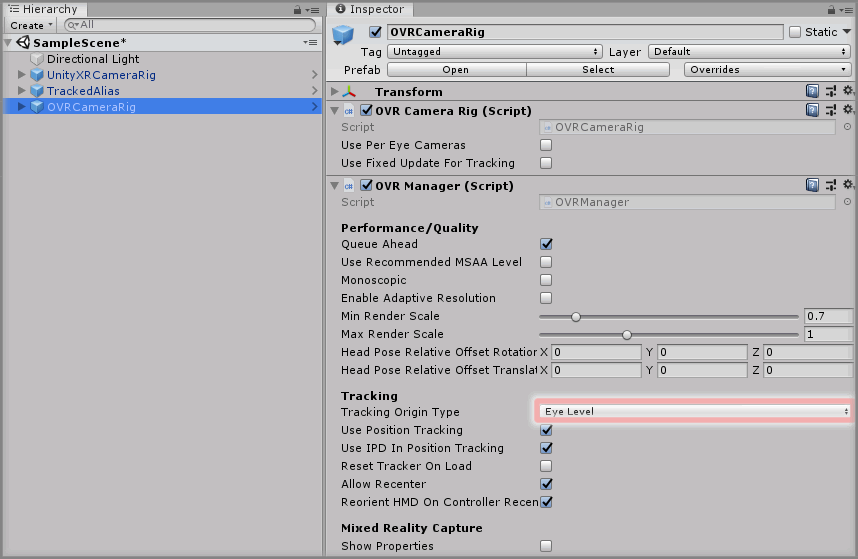 Hierarchy
Create
All
SampleScene*
Directional Light
UnityXRCameraRig
TrackedAlias
OVRCameraRig
Inspector
OVRCameraRig
Static
Tag Untagged Layer Default
Prefab Open Select Overrides
Transform
OVR Camera Rig (Script)
Script OVRCameraRig
Use Per Eye Cameras
Use Fixed Update For Tracking
OVR Manager (Script)
Script OVRManager
Performance/Quality
Queue Ahead
Use Recommended MSAA Level
Monoscopic
Enable Adaptive Resolution
Min Render Scale 0.7
Max Render Scale 1
Head Pose Relative Offset Rotation X 0 Y 0 Z 0
Head Pose Relative Offset Translat X 0 Y 0 Z 0
Tracking
Tracking Origin Type Eye Level
Use Position Tracking
Use IPD In Position Tracking
Reset Tracker On Load
Allow Recenter
Reorient HMD On Controller Recen
Mixed Reality Capture
Show Properties